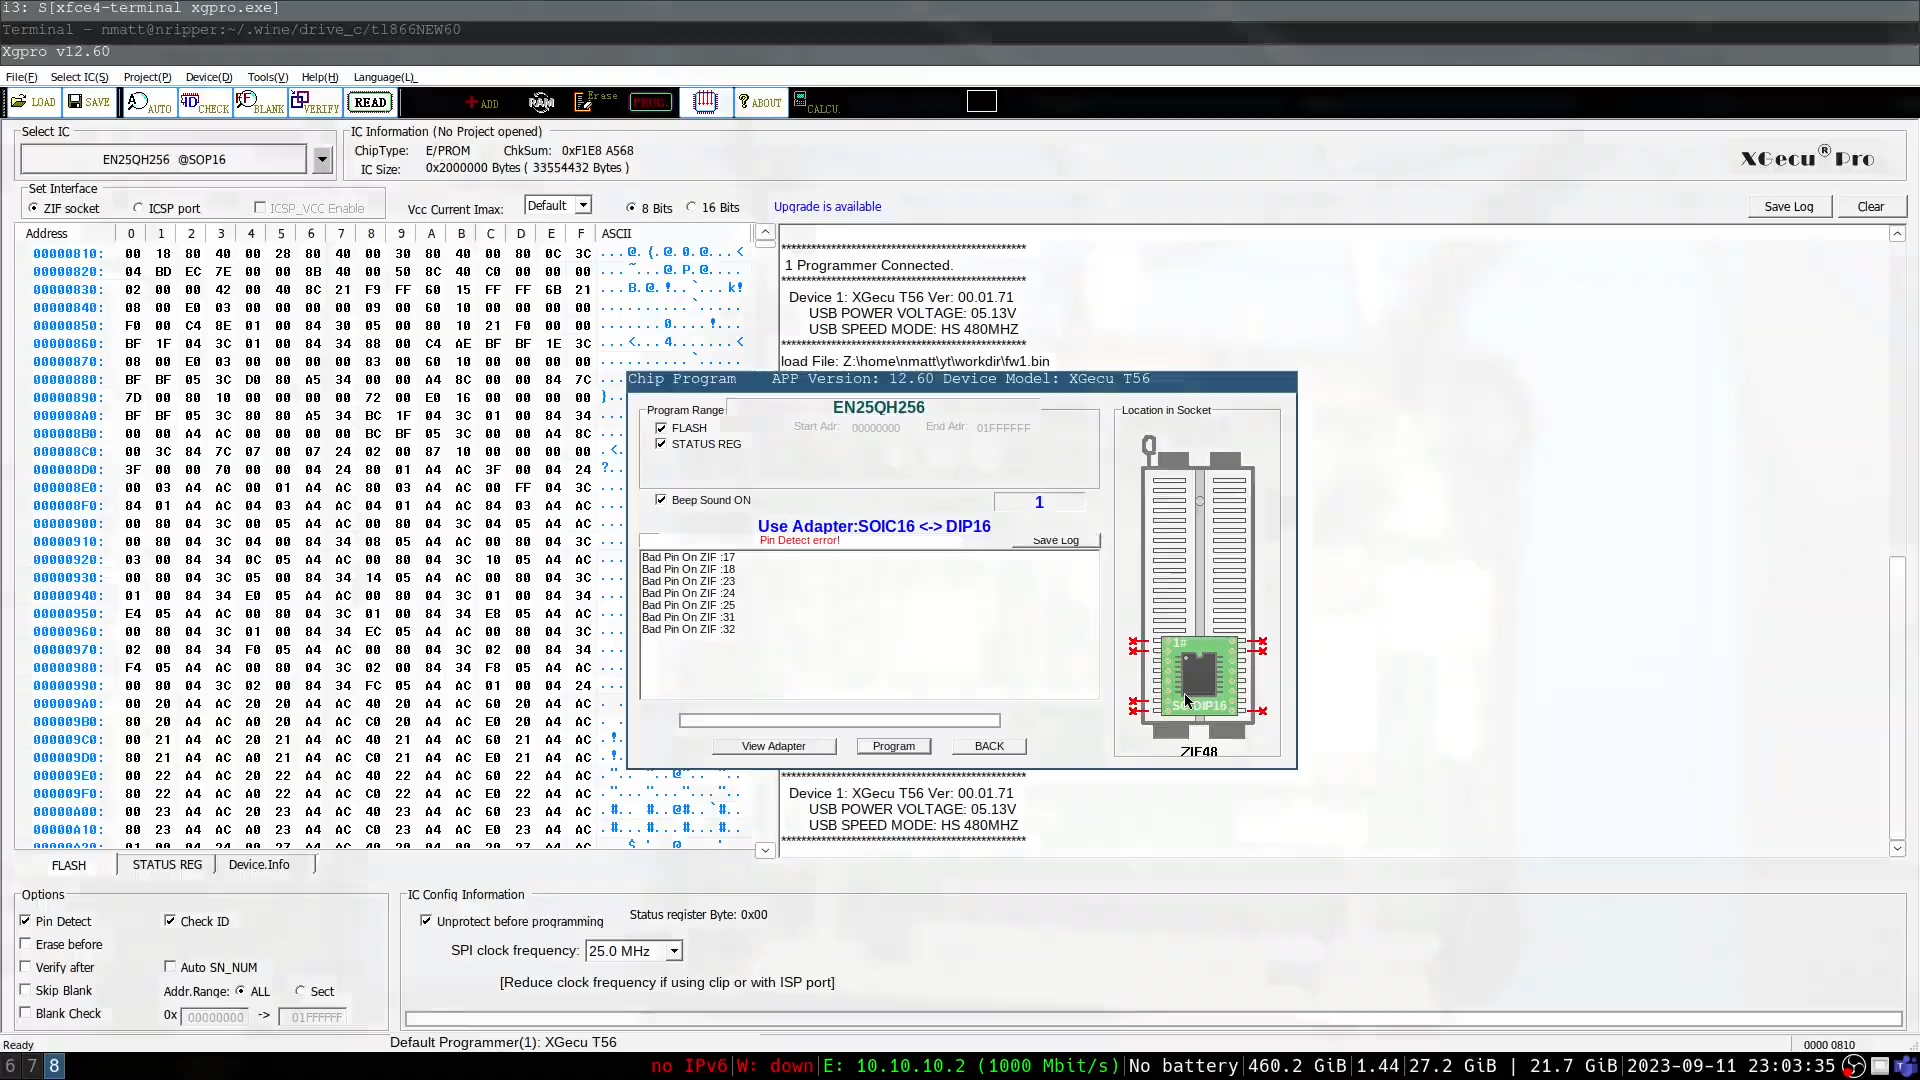 i3: S[xfce4-terminal xgpro.exe]
Terminal - nmatt@nripper:~/.wine/drive_c/tl866NEW60
Xgpro v12.60
File(F) Select IC(S) Project(P) Device(D) Tools(V) Help(H) Language(L)_
LOAD SAVE AUTO CHECK BLANK VERIFY READ +ADD RAM Erase PROG. ?ABOUT CALCU
Select IC
EN25QH256 @SOP16
IC Information (No Project opened)
ChipType: E/PROM ChkSum: 0xF1E8 A568
IC Size: 0x2000000 Bytes ( 33554432 Bytes )
XGecu® Pro
Set Interface
ZIF socket ICSP port ICSP_VCC Enable Vcc Current Imax: Default 8 Bits 16 Bits Upgrade is available Save Log Clear
Address 0 1 2 3 4 5 6 7 8 9 A B C D E F ASCII
00000810: 00 18 80 40 00 28 80 40 00 30 80 40 00 80 0C 3C ...@.(.@.0.@...<
00000820: 04 BD EC 7E 00 00 8B 40 00 50 8C 40 C0 00 00 00 ...~...@.P.@....
00000830: 02 00 00 42 00 40 8C 21 F9 FF 60 15 FF FF 6B 21 ...B.@.!..`...k!
00000840: 08 00 E0 03 00 00 00 00 09 00 60 10 00 00 00 00
00000850: F0 00 C4 8E 01 00 84 30 05 00 80 10 21 F0 00 00
00000860: BF 1F 04 3C 01 00 84 34 88 00 C4 AE BF BF 1E 3C
00000870: 08 00 E0 03 00 00 00 00 83 00 60 10 00 00 00 00
00000880: BF BF 05 3C D0 80 A5 34 00 00 A4 8C 00 00 84 7C
00000890: 7D 00 80 10 00 00 00 00 72 00 E0 16 00 00 00 00
000008A0: BF BF 05 3C 80 80 A5 34 BC 1F 04 3C 01 00 84 34
000008B0: 00 00 A4 AC 00 00 00 00 BC BF 05 3C 00 00 A4 8C
000008C0: 00 3C 84 7C 07 00 07 24 02 00 87 10 00 00 00 00
000008D0: 3F 00 00 70 00 00 04 24 80 01 A4 AC 3F 00 04 24
000008E0: 00 03 A4 AC 00 01 A4 AC 80 03 A4 AC 00 FF 04 3C
000008F0: 84 01 A4 AC 04 03 A4 AC 04 01 A4 AC 84 03 A4 AC
00000900: 00 80 04 3C 00 05 A4 AC 00 80 04 3C 04 05 A4 AC
00000910: 00 80 04 3C 00 00 84 34 08 05 A4 AC 00 80 04 3C
00000920: 03 00 84 34 0C 05 A4 AC 00 80 04 3C 10 05 A4 AC
00000930: 00 80 04 3C 05 00 84 34 14 05 A4 AC 00 80 04 3C
00000940: 01 00 84 34 E0 05 A4 AC 00 80 04 3C 01 00 84 34
00000950: E4 05 A4 AC 00 80 04 3C 01 00 84 34 E8 05 A4 AC
00000960: 00 80 04 3C 01 00 84 34 EC 05 A4 AC 00 80 04 3C
00000970: 02 00 84 34 F0 05 A4 AC 00 80 04 3C 02 00 84 34
00000980: F4 05 A4 AC 00 80 04 3C 02 00 84 34 F8 05 A4 AC
00000990: 00 80 04 3C 02 00 84 34 FC 05 A4 AC 01 00 04 24
000009A0: 00 20 A4 AC 20 20 A4 AC 40 20 A4 AC 60 20 A4 AC
000009B0: 80 20 A4 AC A0 20 A4 AC C0 20 A4 AC E0 20 A4 AC
000009C0: 00 21 A4 AC 20 21 A4 AC 40 21 A4 AC 60 21 A4 AC
000009D0: 80 21 A4 AC A0 21 A4 AC C0 21 A4 AC E0 21 A4 AC
000009E0: 00 22 A4 AC 20 22 A4 AC 40 22 A4 AC 60 22 A4 AC
000009F0: 80 22 A4 AC A0 22 A4 AC C0 22 A4 AC E0 22 A4 AC
00000A00: 00 23 A4 AC 20 23 A4 AC 40 23 A4 AC 60 23 A4 AC .#.. #..@#..`#..
00000A10: 80 23 A4 AC A0 23 A4 AC C0 23 A4 AC E0 23 A4 AC .#...#...#...#..
*************************************************
1 Programmer Connected.
*************************************************
Device 1: XGecu T56 Ver: 00.01.71
USB POWER VOLTAGE: 05.13V
USB SPEED MODE: HS 480MHZ
*************************************************
load File: Z:\home\nmatt\yt\workdir\fw1.bin
Chip Program APP Version: 12.60 Device Model: XGecu T56
Program Range
EN25QH256
FLASH Start Adr: 00000000 End Adr: 01FFFFFF
STATUS REG
Beep Sound ON 1
Use Adapter:SOIC16 <-> DIP16
Pin Detect error! Save Log
Bad Pin On ZIF :17
Bad Pin On ZIF :18
Bad Pin On ZIF :23
Bad Pin On ZIF :24
Bad Pin On ZIF :25
Bad Pin On ZIF :31
Bad Pin On ZIF :32
View Adapter Program BACK
Location in Socket
1#
DIP16
ZIF48
*************************************************
Device 1: XGecu T56 Ver: 00.01.71
USB POWER VOLTAGE: 05.13V
USB SPEED MODE: HS 480MHZ
*************************************************
FLASH STATUS REG Device.Info
Options
Pin Detect Check ID
Erase before
Verify after Auto SN_NUM
Skip Blank Addr.Range: ALL Sect
Blank Check 0x 00000000 -> 01FFFFFF
IC Config Information
Unprotect before programming Status register Byte: 0x00
SPI clock frequency: 25.0 MHz
[Reduce clock frequency if using clip or with ISP port]
Ready Default Programmer(1): XGecu T56 0000 0810
6 7 8 no IPv6|W: down|E: 10.10.10.2 (1000 Mbit/s)|No battery|460.2 GiB|1.44|27.2 GiB | 21.7 GiB|2023-09-11 23:03:35